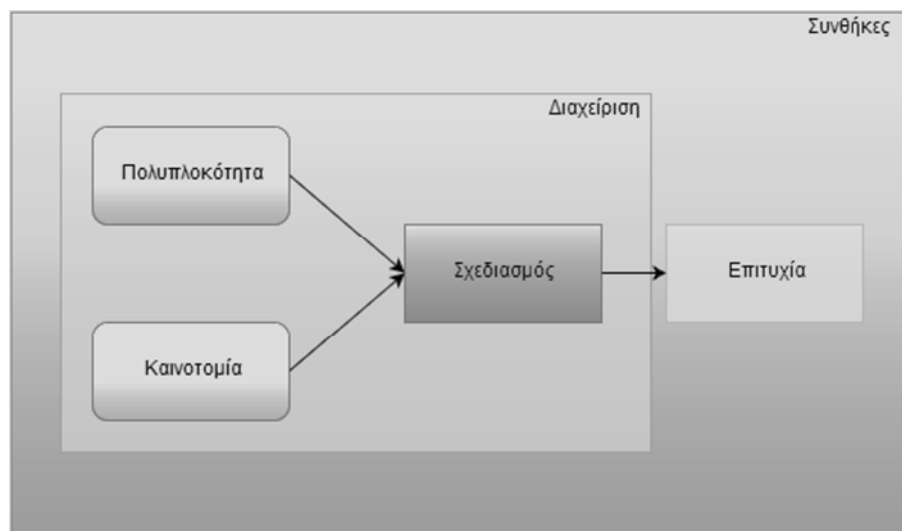 Συνθήκες
Διαχείριση
Πολυπλοκότητα
Σχεδιασμός
Επιτυχία
Καινοτομία